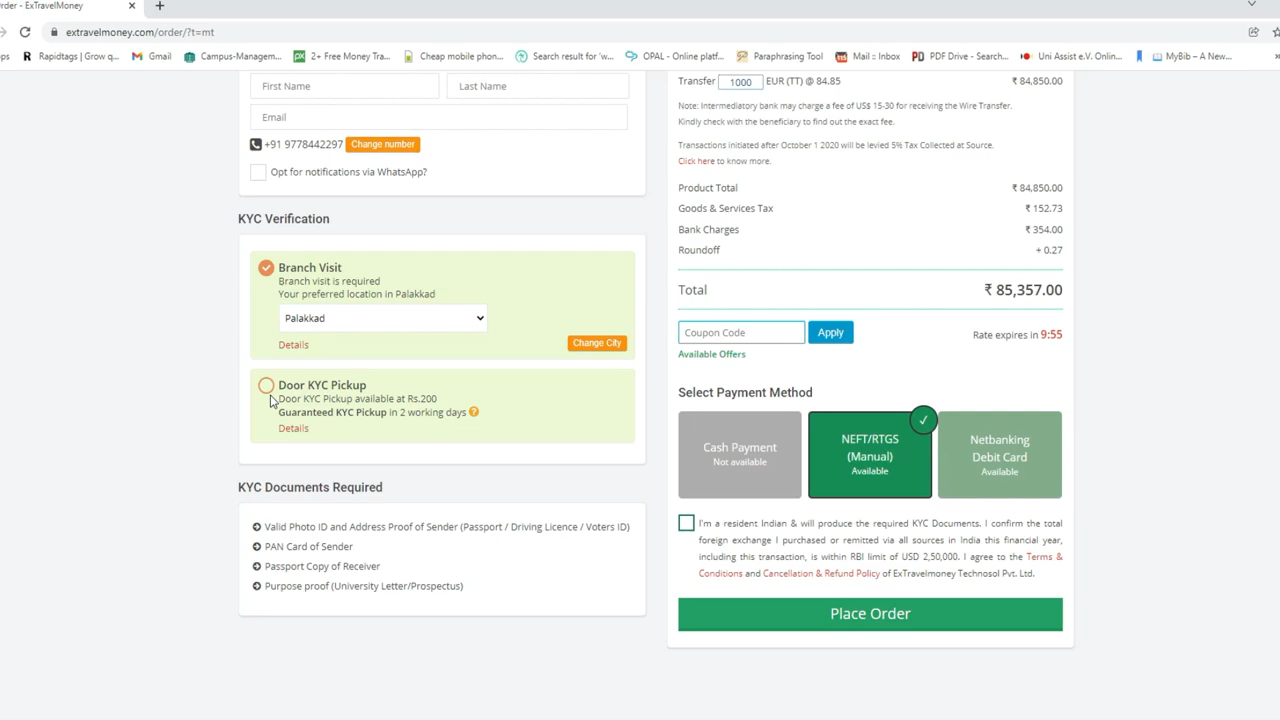 Order - ExTravelMoney
extravelmoney.com/order/?t=mt
Rapidtags | Grow q... Gmail Campus-Managem... 2+ Free Money Tra... Cheap mobile phon... Search result for 'w... OPAL - Online platf... Paraphrasing Tool Mail :: Inbox PDF Drive - Search... Uni Assist e.V. Onlin... MyBib – A New...
First Name Last Name
Email
+91 9778442297 Change number
Opt for notifications via WhatsApp?
KYC Verification
Branch Visit
Branch visit is required
Your preferred location in Palakkad
Palakkad
Details
Change City
Door KYC Pickup
Door KYC Pickup available at Rs.200
Guaranteed KYC Pickup in 2 working days ?
Details
KYC Documents Required
Valid Photo ID and Address Proof of Sender (Passport / Driving Licence / Voters ID)
PAN Card of Sender
Passport Copy of Receiver
Purpose proof (University Letter/Prospectus)
Transfer 1000 EUR (TT) @ 84.85 ₹ 84,850.00
Note: Intermediatory bank may charge a fee of US$ 15-30 for receiving the Wire Transfer.
Kindly check with the beneficiary to find out the exact fee.
Transactions initiated after October 1 2020 will be levied 5% Tax Collected at Source.
Click here to know more.
Product Total ₹ 84,850.00
Goods & Services Tax ₹ 152.73
Bank Charges ₹ 354.00
Roundoff + 0.27
Total ₹ 85,357.00
Coupon Code Apply Rate expires in 9:55
Available Offers
Select Payment Method
Cash Payment
Not available
NEFT/RTGS
(Manual)
Available
Netbanking
Debit Card
Available
I'm a resident Indian & will produce the required KYC Documents. I confirm the total
foreign exchange I purchased or remitted via all sources in India this financial year,
including this transaction, is within RBI limit of USD 2,50,000. I agree to the Terms &
Conditions and Cancellation & Refund Policy of ExTravelmoney Technosol Pvt. Ltd.
Place Order